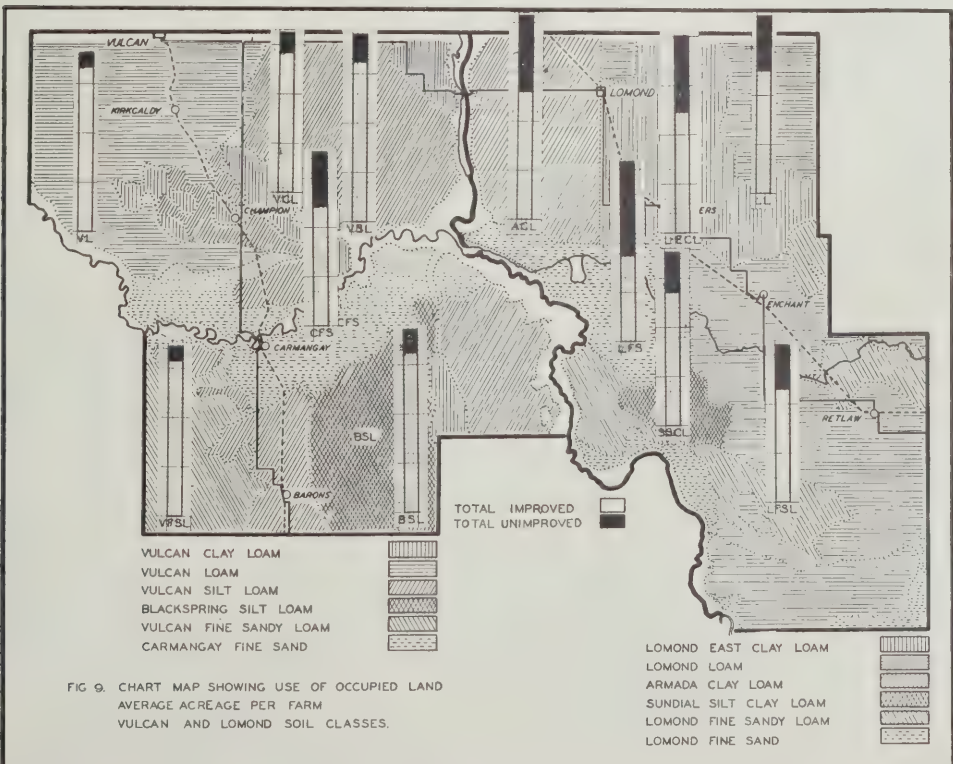 VULCAN
KIRKCALDY
CHAMPION
LOMOND
ERS
VL
VCL
VSL
ACL
LECL
LL
CFS
CFS
CARMANGAY
LFS
ENCHANT
BSL
SSCL
RETLAW
BARONS
VFSL
BSL
LFSL
TOTAL IMPROVED
TOTAL UNIMPROVED
VULCAN CLAY LOAM
VULCAN LOAM
VULCAN SILT LOAM
BLACKSPRING SILT LOAM
VULCAN FINE SANDY LOAM
CARMANGAY FINE SAND
FIG 9. CHART MAP SHOWING USE OF OCCUPIED LAND
AVERAGE ACREAGE PER FARM
VULCAN AND LOMOND SOIL CLASSES.
LOMOND EAST CLAY LOAM
LOMOND LOAM
ARMADA CLAY LOAM
SUNDIAL SILT CLAY LOAM
LOMOND FINE SANDY LOAM
LOMOND FINE SAND